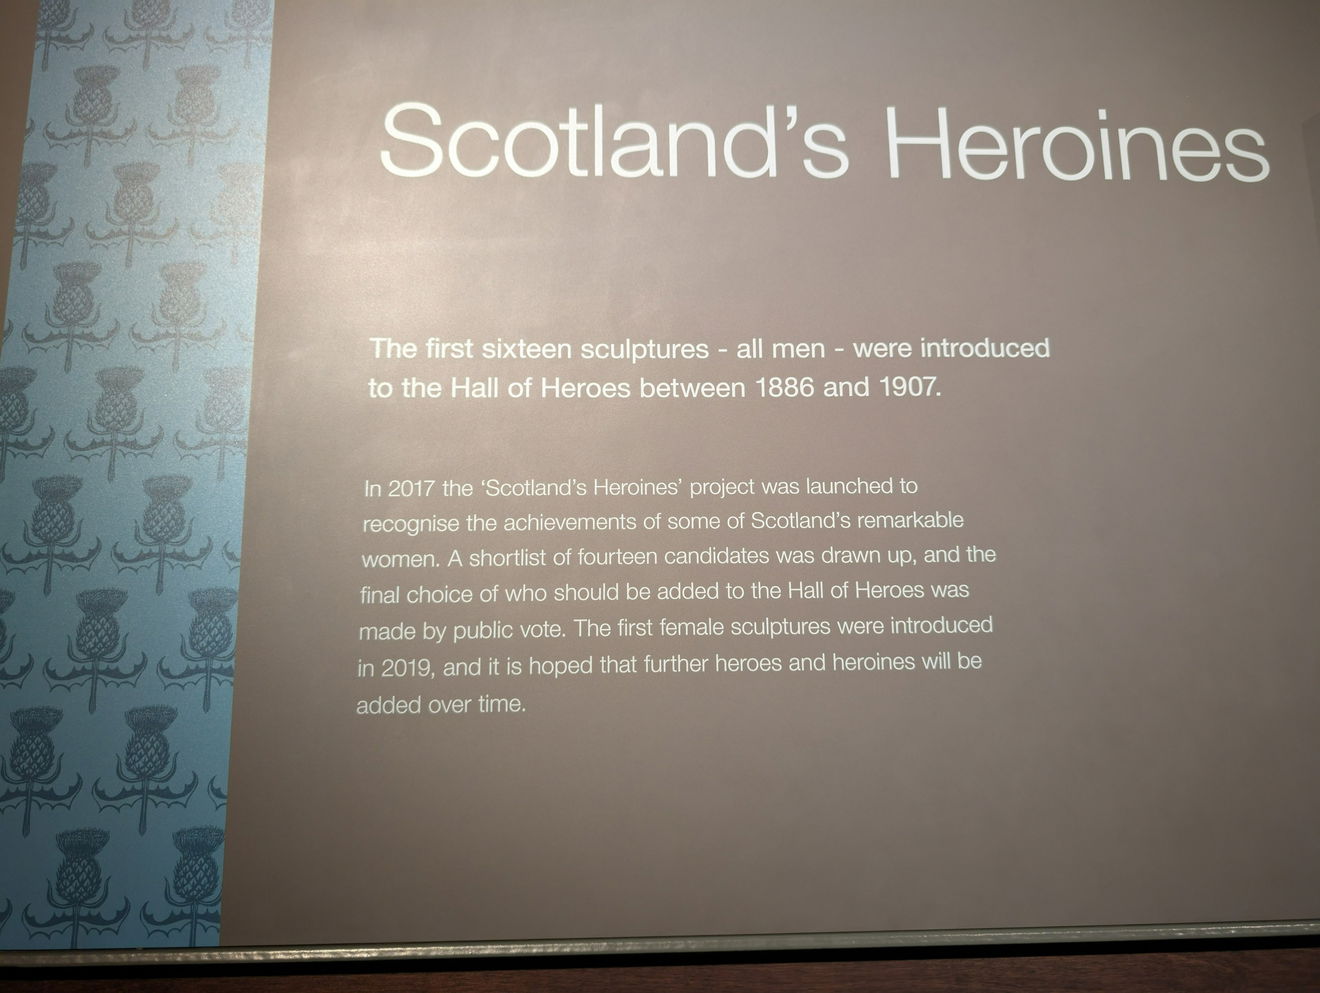 Scotland's Heroines
The first sixteen sculptures - all men - were introduced
to the Hall of Heroes between 1886 and 1907.
In 2017 the ‘Scotland’s Heroines’ project was launched to
recognise the achievements of some of Scotland’s remarkable
women. A shortlist of fourteen candidates was drawn up, and the
final choice of who should be added to the Hall of Heroes was
made by public vote. The first female sculptures were introduced
in 2019, and it is hoped that further heroes and heroines will be
added over time.